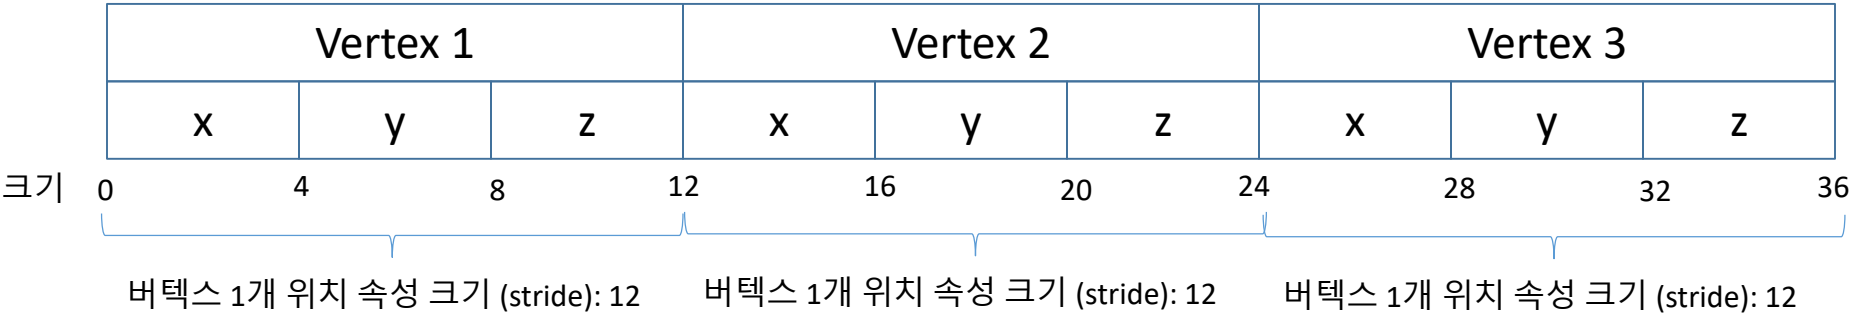 Vertex 1 Vertex 2 Vertex 3
x y z x y z x y z
크기 0 4 8 12 16 20 24 28 32 36
버텍스 1개 위치 속성 크기 (stride): 12 버텍스 1개 위치 속성 크기 (stride): 12 버텍스 1개 위치 속성 크기 (stride): 12